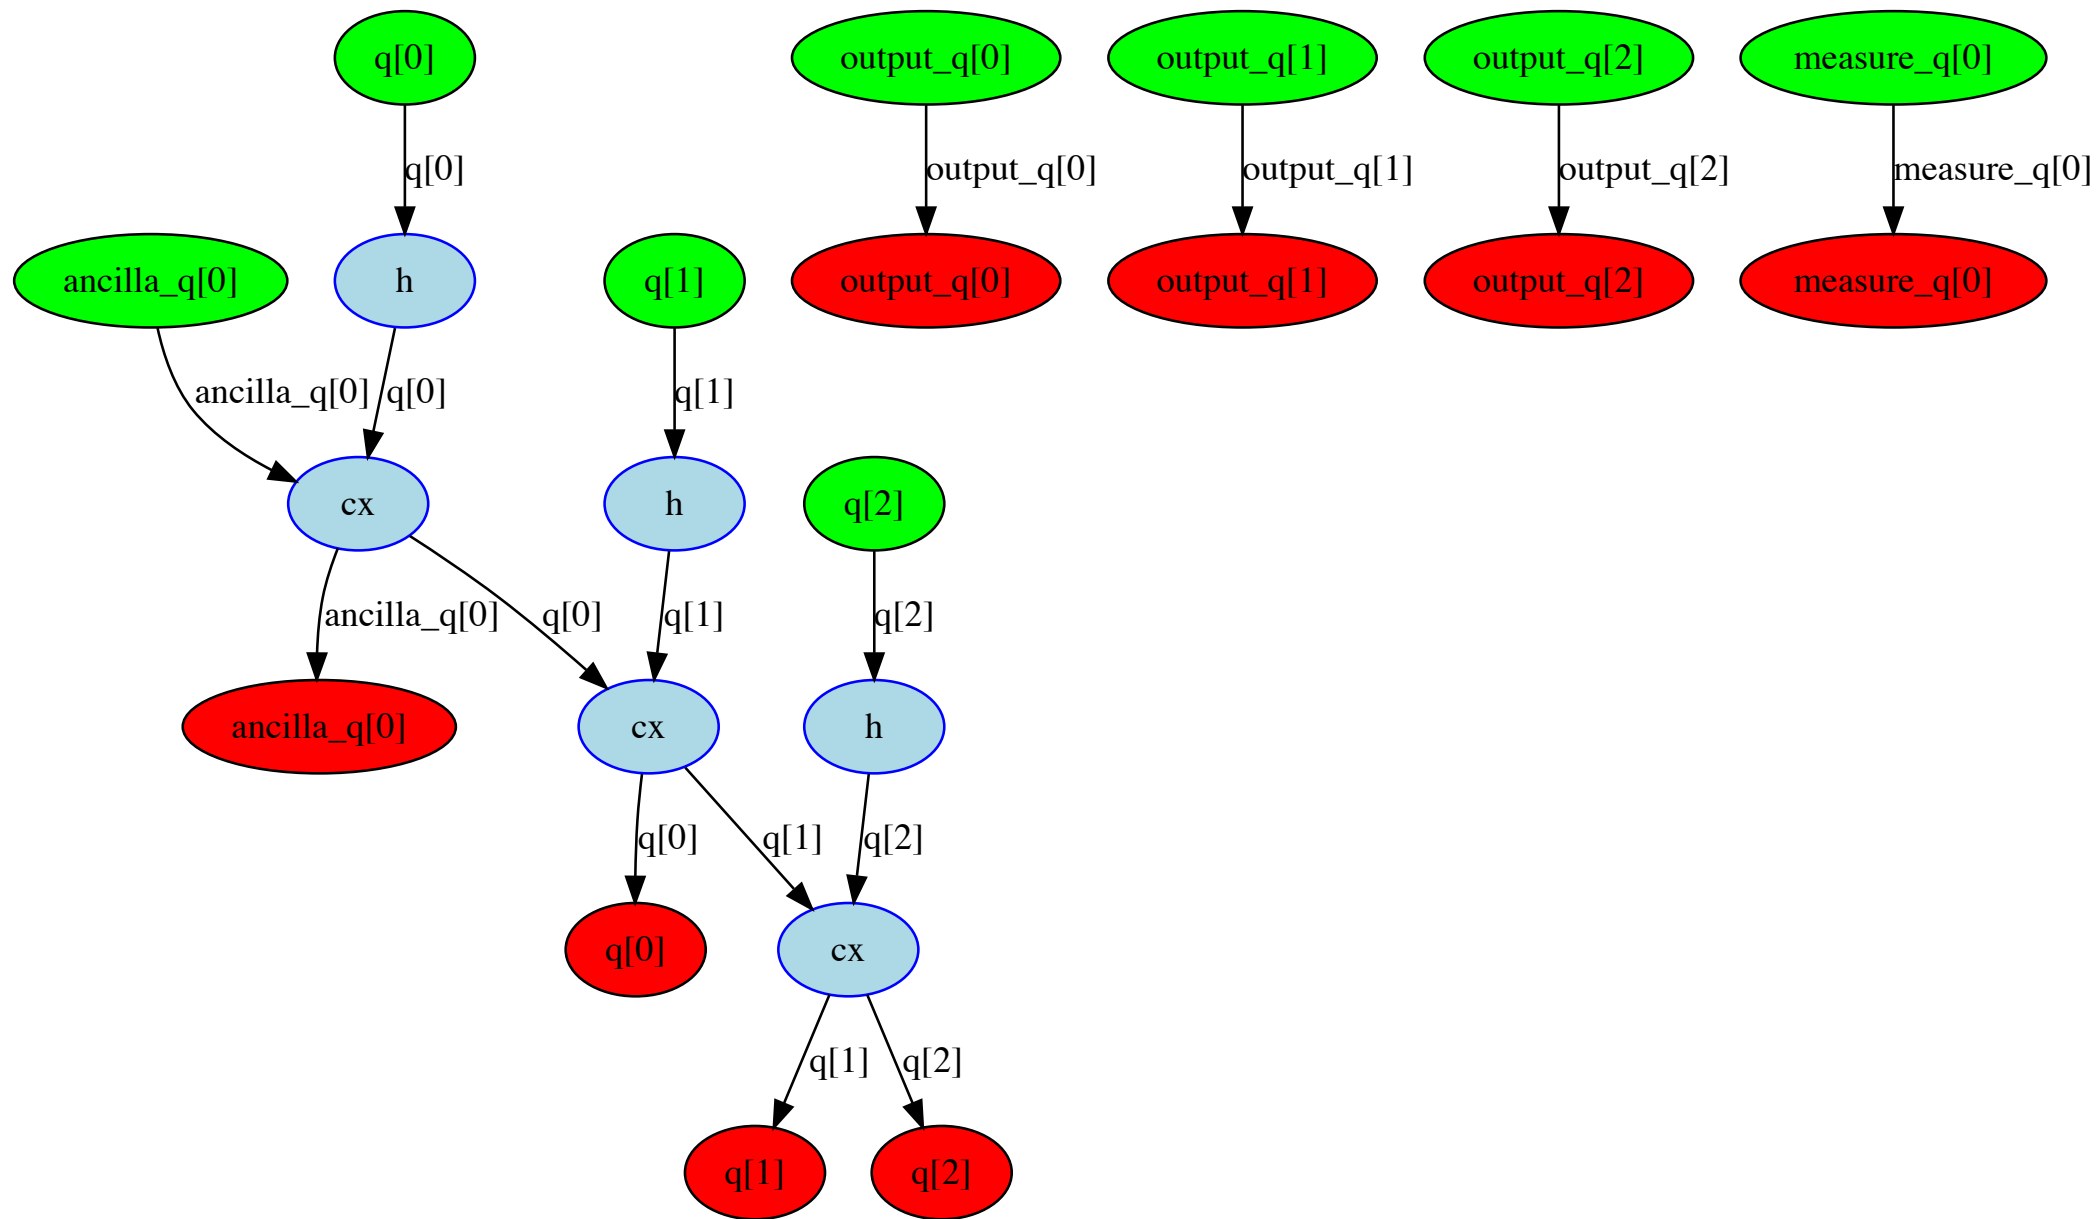 q[0]
output_q[0]
output_q[1]
output_q[2]
measure_q[0]
q[0]
output_q[0]
output_q[1]
output_q[2]
measure_q[0]
ancilla_q[0]
h
q[1]
output_q[0]
output_q[1]
output_q[2]
measure_q[0]
ancilla_q[0]
q[0]
q[1]
cx
h
q[2]
ancilla_q[0]
q[0]
q[1]
q[2]
ancilla_q[0]
cx
h
q[0]
q[1]
q[2]
q[0]
cx
q[1]
q[2]
q[1]
q[2]